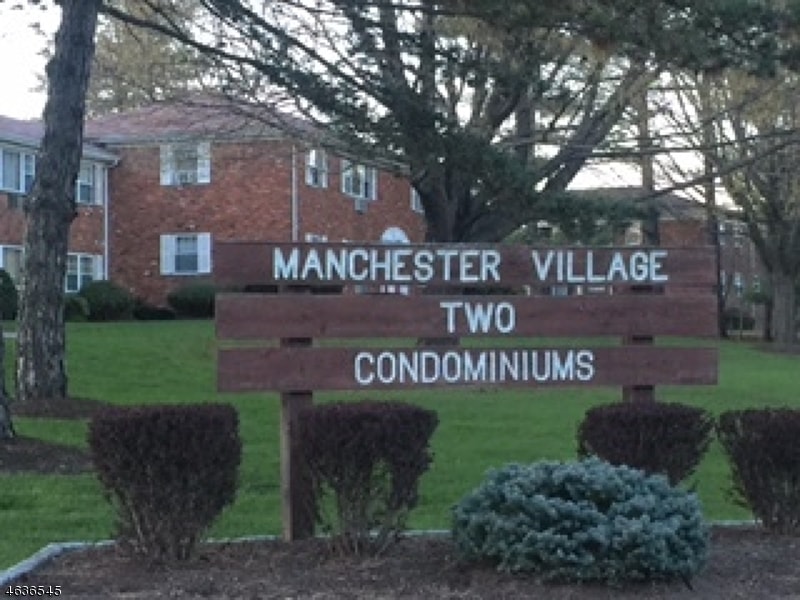 MANCHESTER VILLAGE
TWO
CONDOMINIUMS
4636545